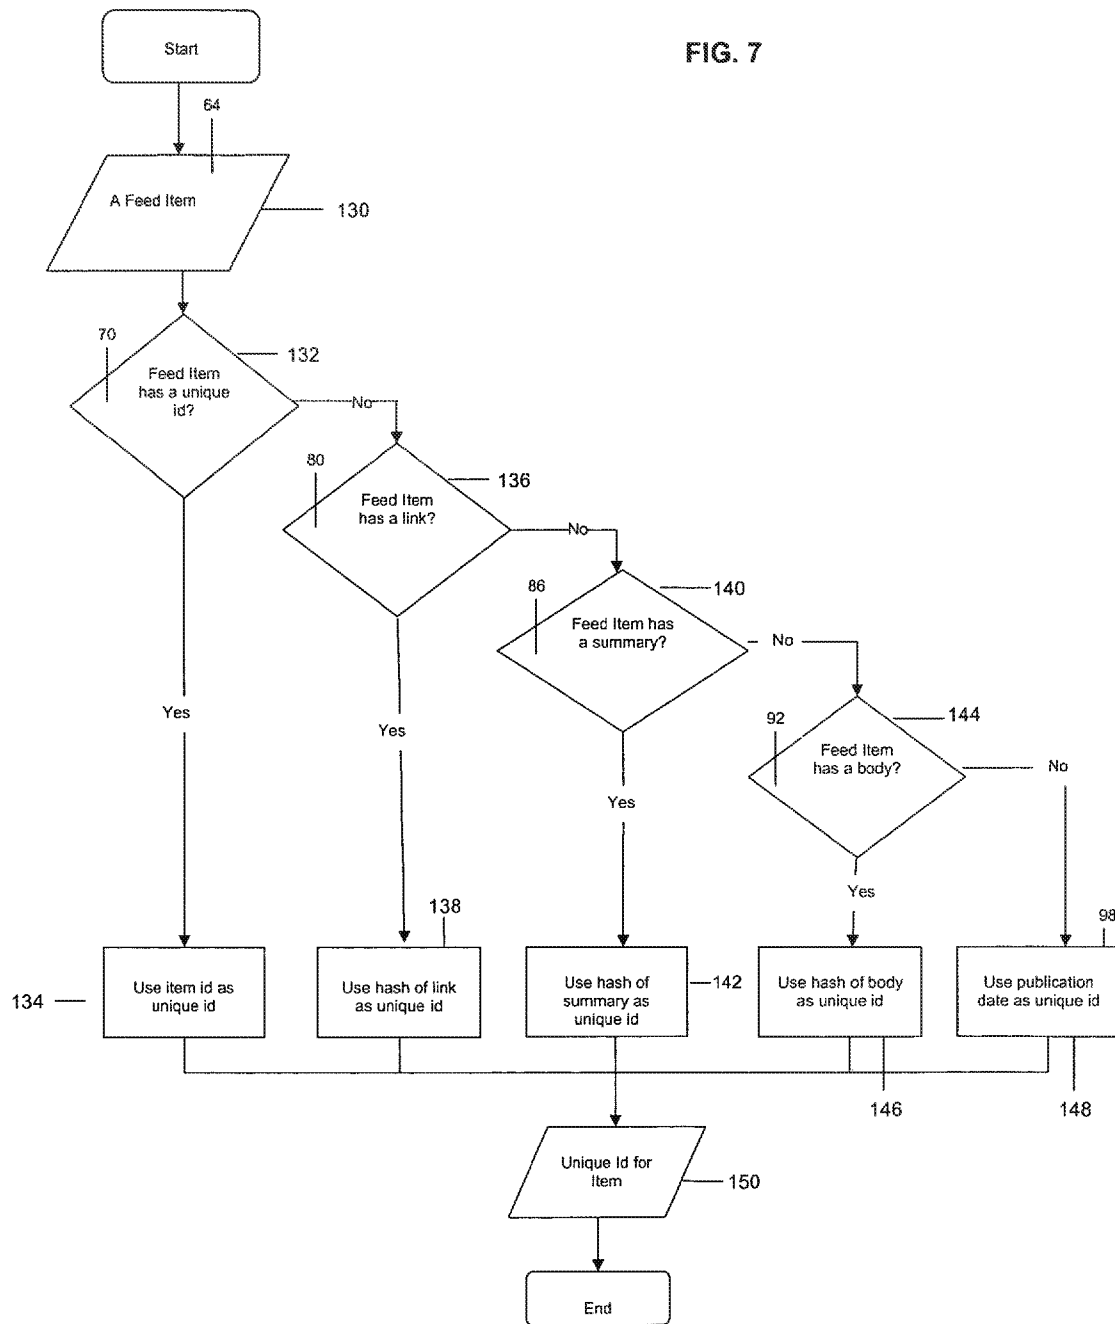 FIG. 7
Start
64
A Feed Item
130
70
132
Feed Item
has a unique
id?
No
80
136
Feed Item
has a link?
No
86
140
Feed Item has
a summary?
No
92
144
Feed Item
has a body?
No
Yes
Yes
Yes
Yes
134
Use item id as
unique id
138
Use hash of link
as unique id
Use hash of
summary as
unique id
142
Use hash of body
as unique id
146
98
Use publication
date as unique id
148
Unique Id for
Item
150
End